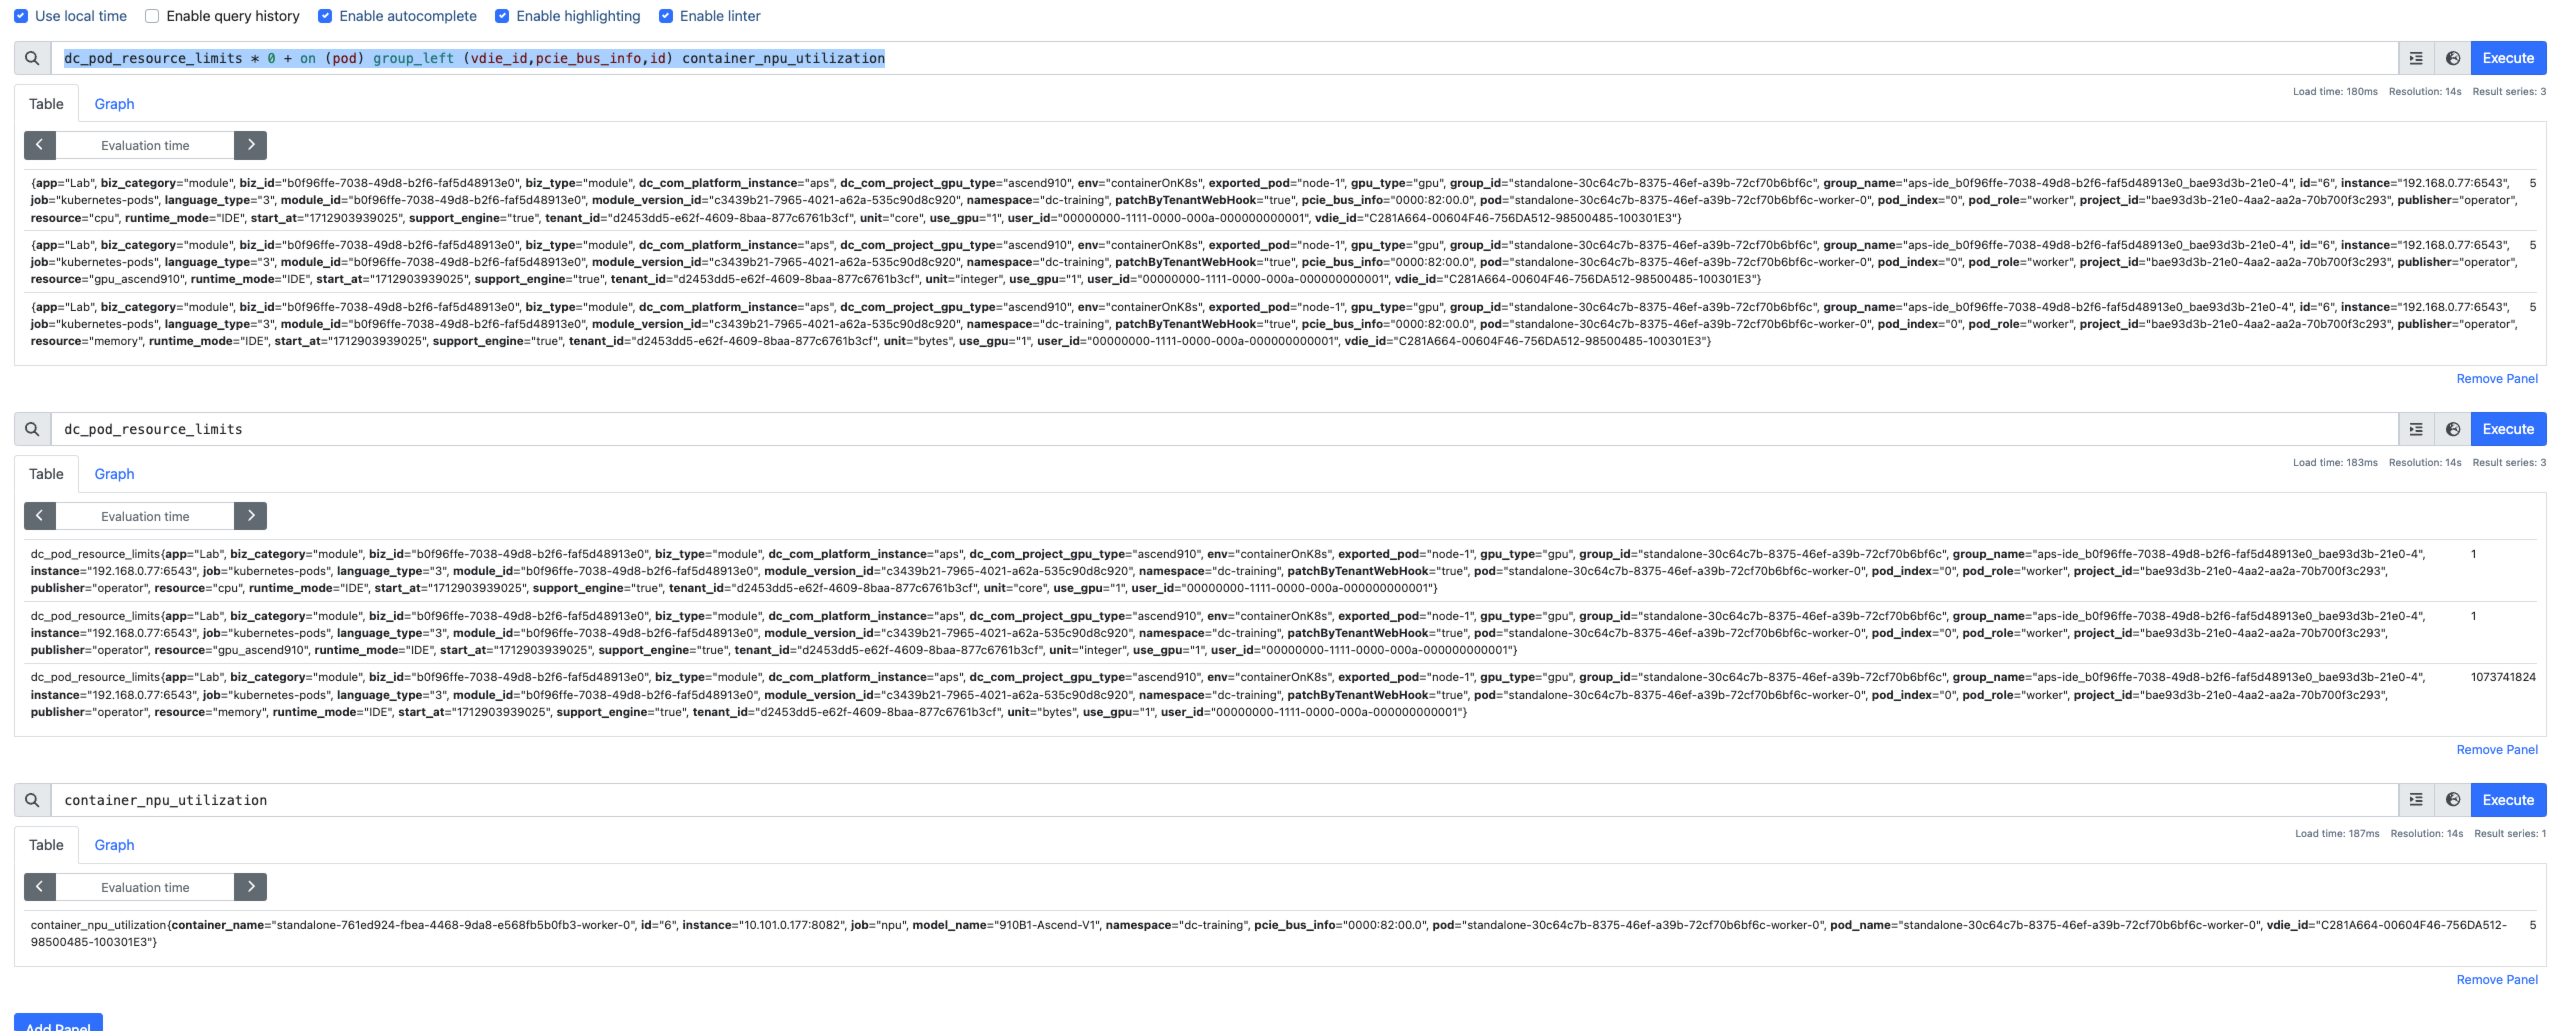 Use local time Enable query history Enable autocomplete Enable highlighting Enable linter
dc_pod_resource_limits * 0 + on (pod) group_left (vdie_id,pcie_bus_info,id) container_npu_utilization
Execute
Table Graph
Load time: 180ms Resolution: 14s Result series: 3
Evaluation time
{app="Lab", biz_category="module", biz_id="b0f96ffe-7038-49d8-b2f6-faf5d48913e0", biz_type="module", dc_com_platform_instance="aps", dc_com_project_gpu_type="ascend910", env="containerOnK8s", exported_pod="node-1", gpu_type="gpu", group_id="standalone-30c64c7b-8375-46ef-a39b-72cf70b6bf6c", group_name="aps-ide_b0f96ffe-7038-49d8-b2f6-faf5d48913e0_bae93d3b-21e0-4", id="6", instance="192.168.0.77:6543", 5
job="kubernetes-pods", language_type="3", module_id="b0f96ffe-7038-49d8-b2f6-faf5d48913e0", module_version_id="c3439b21-7965-4021-a62a-535c90d8c920", namespace="dc-training", patchByTenantWebHook="true", pcie_bus_info="0000:82:00.0", pod="standalone-30c64c7b-8375-46ef-a39b-72cf70b6bf6c-worker-0", pod_index="0", pod_role="worker", project_id="bae93d3b-21e0-4aa2-aa2a-70b700f3c293", publisher="operator",
resource="cpu", runtime_mode="IDE", start_at="1712903939025", support_engine="true", tenant_id="d2453dd5-e62f-4609-8baa-877c6761b3cf", unit="core", use_gpu="1", user_id="00000000-1111-0000-000a-000000000001", vdie_id="C281A664-00604F46-756DA512-98500485-100301E3"}
{app="Lab", biz_category="module", biz_id="b0f96ffe-7038-49d8-b2f6-faf5d48913e0", biz_type="module", dc_com_platform_instance="aps", dc_com_project_gpu_type="ascend910", env="containerOnK8s", exported_pod="node-1", gpu_type="gpu", group_id="standalone-30c64c7b-8375-46ef-a39b-72cf70b6bf6c", group_name="aps-ide_b0f96ffe-7038-49d8-b2f6-faf5d48913e0_bae93d3b-21e0-4", id="6", instance="192.168.0.77:6543", 5
job="kubernetes-pods", language_type="3", module_id="b0f96ffe-7038-49d8-b2f6-faf5d48913e0", module_version_id="c3439b21-7965-4021-a62a-535c90d8c920", namespace="dc-training", patchByTenantWebHook="true", pcie_bus_info="0000:82:00.0", pod="standalone-30c64c7b-8375-46ef-a39b-72cf70b6bf6c-worker-0", pod_index="0", pod_role="worker", project_id="bae93d3b-21e0-4aa2-aa2a-70b700f3c293", publisher="operator",
resource="gpu_ascend910", runtime_mode="IDE", start_at="1712903939025", support_engine="true", tenant_id="d2453dd5-e62f-4609-8baa-877c6761b3cf", unit="integer", use_gpu="1", user_id="00000000-1111-0000-000a-000000000001", vdie_id="C281A664-00604F46-756DA512-98500485-100301E3"}
{app="Lab", biz_category="module", biz_id="b0f96ffe-7038-49d8-b2f6-faf5d48913e0", biz_type="module", dc_com_platform_instance="aps", dc_com_project_gpu_type="ascend910", env="containerOnK8s", exported_pod="node-1", gpu_type="gpu", group_id="standalone-30c64c7b-8375-46ef-a39b-72cf70b6bf6c", group_name="aps-ide_b0f96ffe-7038-49d8-b2f6-faf5d48913e0_bae93d3b-21e0-4", id="6", instance="192.168.0.77:6543", 5
job="kubernetes-pods", language_type="3", module_id="b0f96ffe-7038-49d8-b2f6-faf5d48913e0", module_version_id="c3439b21-7965-4021-a62a-535c90d8c920", namespace="dc-training", patchByTenantWebHook="true", pcie_bus_info="0000:82:00.0", pod="standalone-30c64c7b-8375-46ef-a39b-72cf70b6bf6c-worker-0", pod_index="0", pod_role="worker", project_id="bae93d3b-21e0-4aa2-aa2a-70b700f3c293", publisher="operator",
resource="memory", runtime_mode="IDE", start_at="1712903939025", support_engine="true", tenant_id="d2453dd5-e62f-4609-8baa-877c6761b3cf", unit="bytes", use_gpu="1", user_id="00000000-1111-0000-000a-000000000001", vdie_id="C281A664-00604F46-756DA512-98500485-100301E3"}
Remove Panel
dc_pod_resource_limits
Execute
Table Graph
Load time: 183ms Resolution: 14s Result series: 3
Evaluation time
dc_pod_resource_limits{app="Lab", biz_category="module", biz_id="b0f96ffe-7038-49d8-b2f6-faf5d48913e0", biz_type="module", dc_com_platform_instance="aps", dc_com_project_gpu_type="ascend910", env="containerOnK8s", exported_pod="node-1", gpu_type="gpu", group_id="standalone-30c64c7b-8375-46ef-a39b-72cf70b6bf6c", group_name="aps-ide_b0f96ffe-7038-49d8-b2f6-faf5d48913e0_bae93d3b-21e0-4", 1
instance="192.168.0.77:6543", job="kubernetes-pods", language_type="3", module_id="b0f96ffe-7038-49d8-b2f6-faf5d48913e0", module_version_id="c3439b21-7965-4021-a62a-535c90d8c920", namespace="dc-training", patchByTenantWebHook="true", pod="standalone-30c64c7b-8375-46ef-a39b-72cf70b6bf6c-worker-0", pod_index="0", pod_role="worker", project_id="bae93d3b-21e0-4aa2-aa2a-70b700f3c293",
publisher="operator", resource="cpu", runtime_mode="IDE", start_at="1712903939025", support_engine="true", tenant_id="d2453dd5-e62f-4609-8baa-877c6761b3cf", unit="core", use_gpu="1", user_id="00000000-1111-0000-000a-000000000001"}
dc_pod_resource_limits{app="Lab", biz_category="module", biz_id="b0f96ffe-7038-49d8-b2f6-faf5d48913e0", biz_type="module", dc_com_platform_instance="aps", dc_com_project_gpu_type="ascend910", env="containerOnK8s", exported_pod="node-1", gpu_type="gpu", group_id="standalone-30c64c7b-8375-46ef-a39b-72cf70b6bf6c", group_name="aps-ide_b0f96ffe-7038-49d8-b2f6-faf5d48913e0_bae93d3b-21e0-4", 1
instance="192.168.0.77:6543", job="kubernetes-pods", language_type="3", module_id="b0f96ffe-7038-49d8-b2f6-faf5d48913e0", module_version_id="c3439b21-7965-4021-a62a-535c90d8c920", namespace="dc-training", patchByTenantWebHook="true", pod="standalone-30c64c7b-8375-46ef-a39b-72cf70b6bf6c-worker-0", pod_index="0", pod_role="worker", project_id="bae93d3b-21e0-4aa2-aa2a-70b700f3c293",
publisher="operator", resource="gpu_ascend910", runtime_mode="IDE", start_at="1712903939025", support_engine="true", tenant_id="d2453dd5-e62f-4609-8baa-877c6761b3cf", unit="integer", use_gpu="1", user_id="00000000-1111-0000-000a-000000000001"}
dc_pod_resource_limits{app="Lab", biz_category="module", biz_id="b0f96ffe-7038-49d8-b2f6-faf5d48913e0", biz_type="module", dc_com_platform_instance="aps", dc_com_project_gpu_type="ascend910", env="containerOnK8s", exported_pod="node-1", gpu_type="gpu", group_id="standalone-30c64c7b-8375-46ef-a39b-72cf70b6bf6c", group_name="aps-ide_b0f96ffe-7038-49d8-b2f6-faf5d48913e0_bae93d3b-21e0-4", 1073741824
instance="192.168.0.77:6543", job="kubernetes-pods", language_type="3", module_id="b0f96ffe-7038-49d8-b2f6-faf5d48913e0", module_version_id="c3439b21-7965-4021-a62a-535c90d8c920", namespace="dc-training", patchByTenantWebHook="true", pod="standalone-30c64c7b-8375-46ef-a39b-72cf70b6bf6c-worker-0", pod_index="0", pod_role="worker", project_id="bae93d3b-21e0-4aa2-aa2a-70b700f3c293",
publisher="operator", resource="memory", runtime_mode="IDE", start_at="1712903939025", support_engine="true", tenant_id="d2453dd5-e62f-4609-8baa-877c6761b3cf", unit="bytes", use_gpu="1", user_id="00000000-1111-0000-000a-000000000001"}
Remove Panel
container_npu_utilization
Execute
Table Graph
Load time: 187ms Resolution: 14s Result series: 1
Evaluation time
container_npu_utilization{container_name="standalone-761ed924-fbea-4468-9da8-e568fb5b0fb3-worker-0", id="6", instance="10.101.0.177:8082", job="npu", model_name="910B1-Ascend-V1", namespace="dc-training", pcie_bus_info="0000:82:00.0", pod="standalone-30c64c7b-8375-46ef-a39b-72cf70b6bf6c-worker-0", pod_name="standalone-30c64c7b-8375-46ef-a39b-72cf70b6bf6c-worker-0", vdie_id="C281A664-00604F46-756DA512- 5
98500485-100301E3"}
Remove Panel
Add Panel